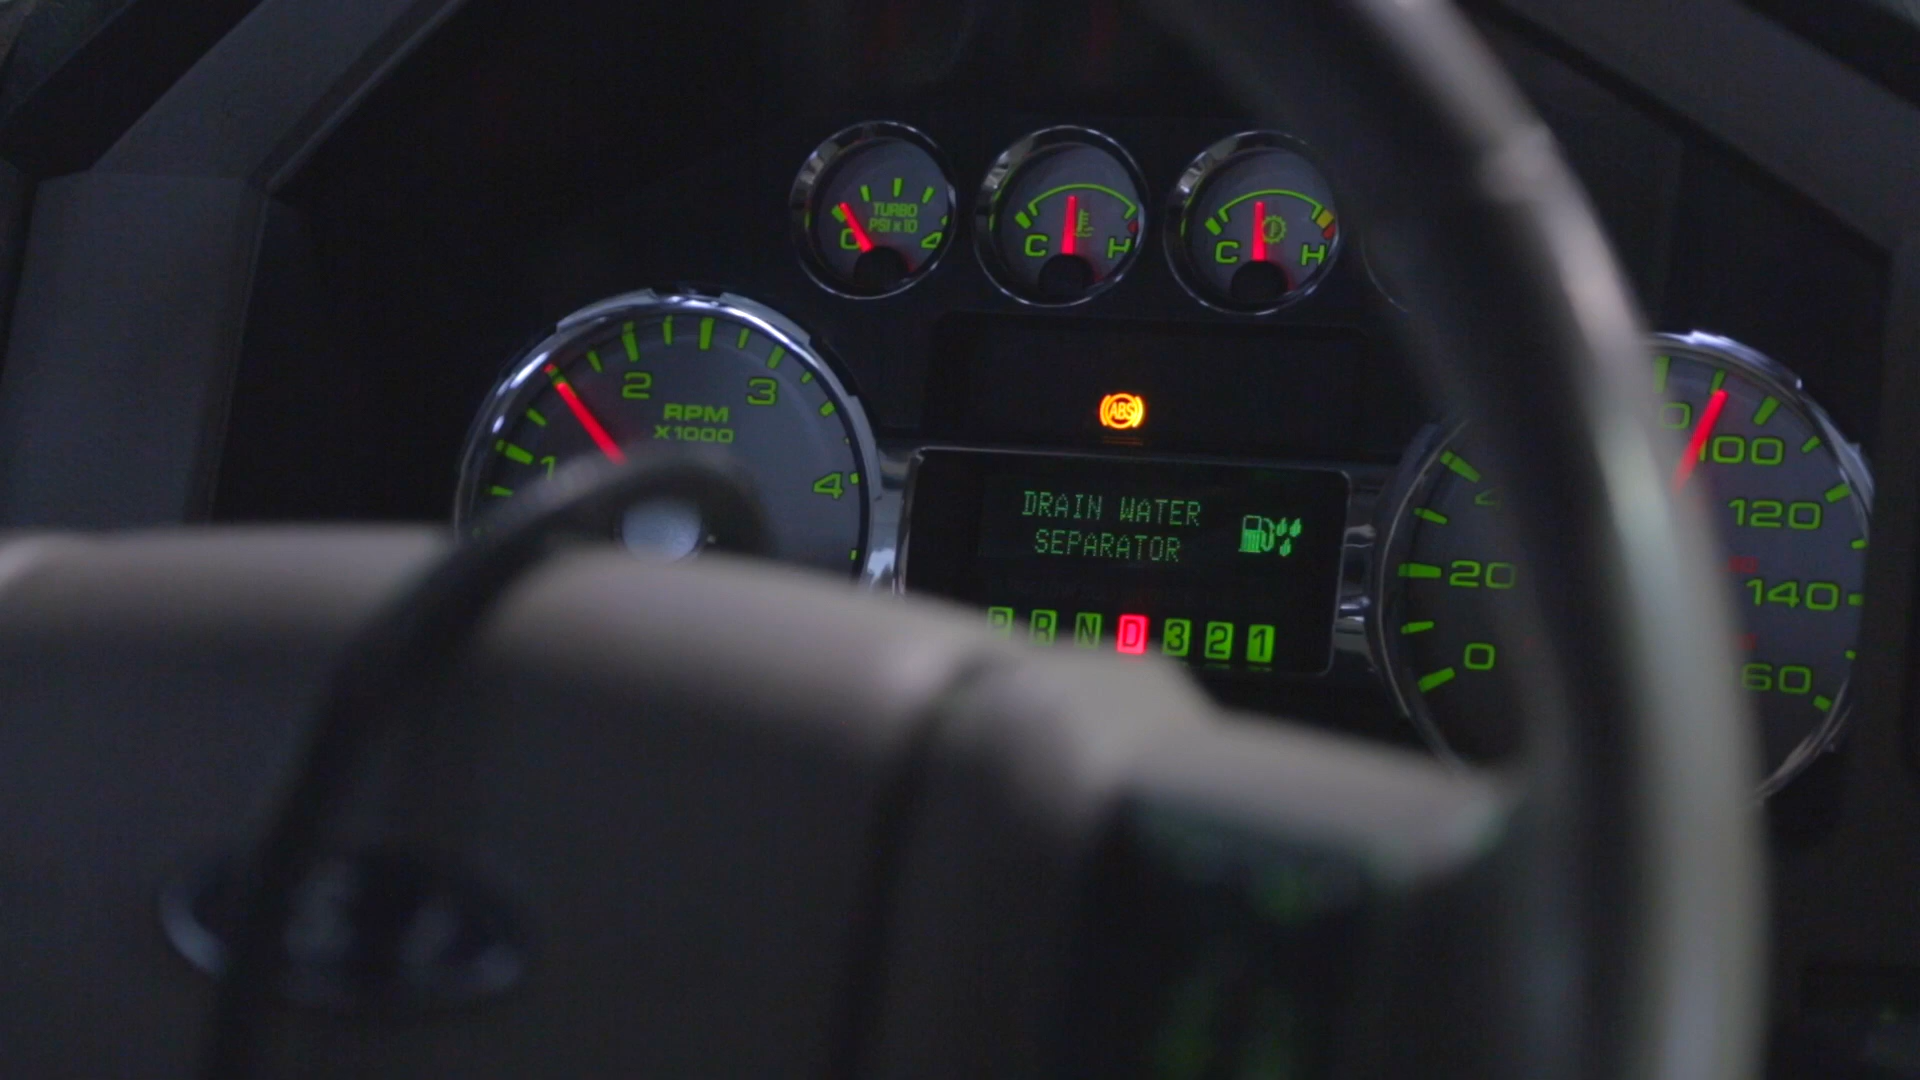 TURBO
PSI x 10
0 4
C H
C H
1 2 3 4
RPM
X1000
ABS
DRAIN WATER
SEPARATOR
P R N D 3 2 1
0 20 100 120 140